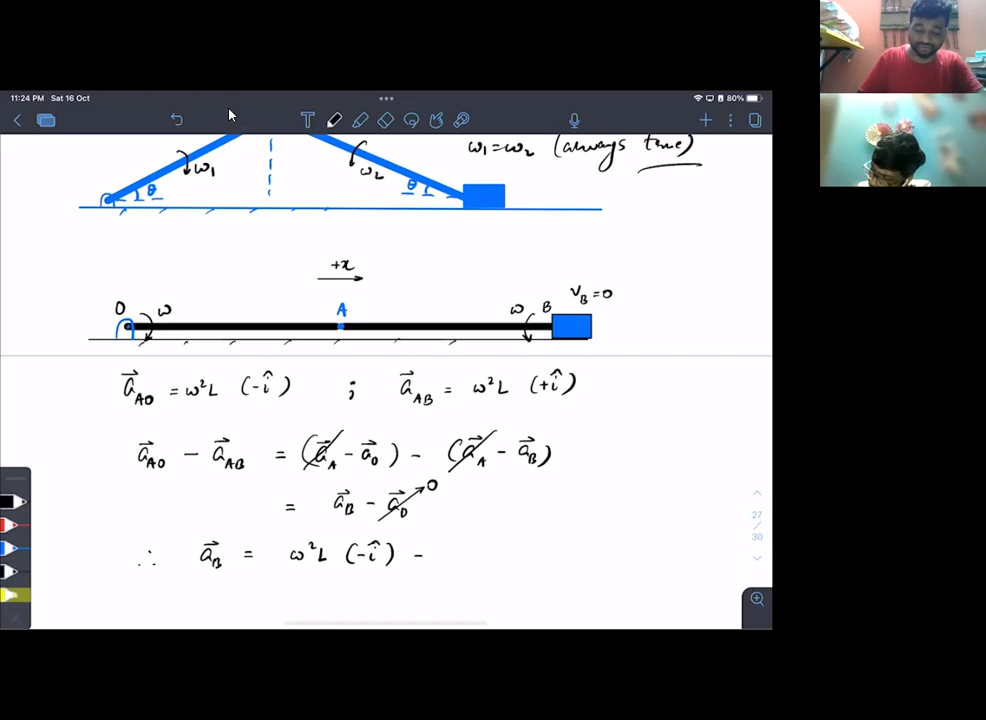 11:24 PM Sat 16 Oct
80%
T
ω₁ = ω₂ (always true)
ω₁
ω₂
θ
θ
+x
O ω A ω B V_B = 0
a⃗_AO = ω²L (-î) ; a⃗_AB = ω²L (+î)
a⃗_AO - a⃗_AB = (a⃗_A - a⃗_O) - (a⃗_A - a⃗_B)
= a⃗_B - a⃗_O 0
∴ a⃗_B = ω²L (-î) -
27
/
30